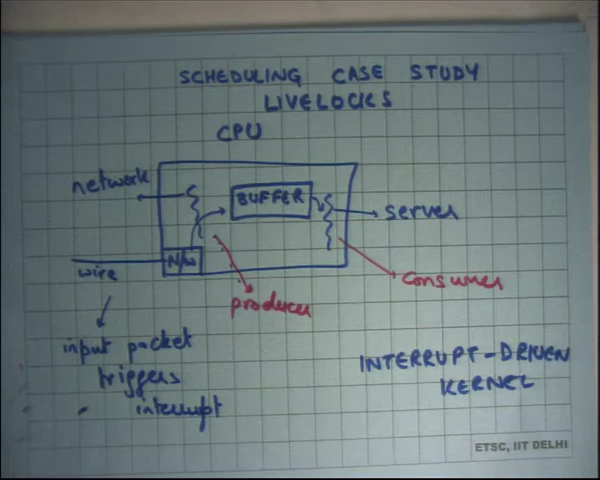 SCHEDULING CASE STUDY
LIVELOCKS
CPU
network
BUFFER
server
N/W
wire
consumer
producer
input packet
triggers
interrupt
INTERRUPT-DRIVEN
KERNEL
ETSC, IIT DELHI